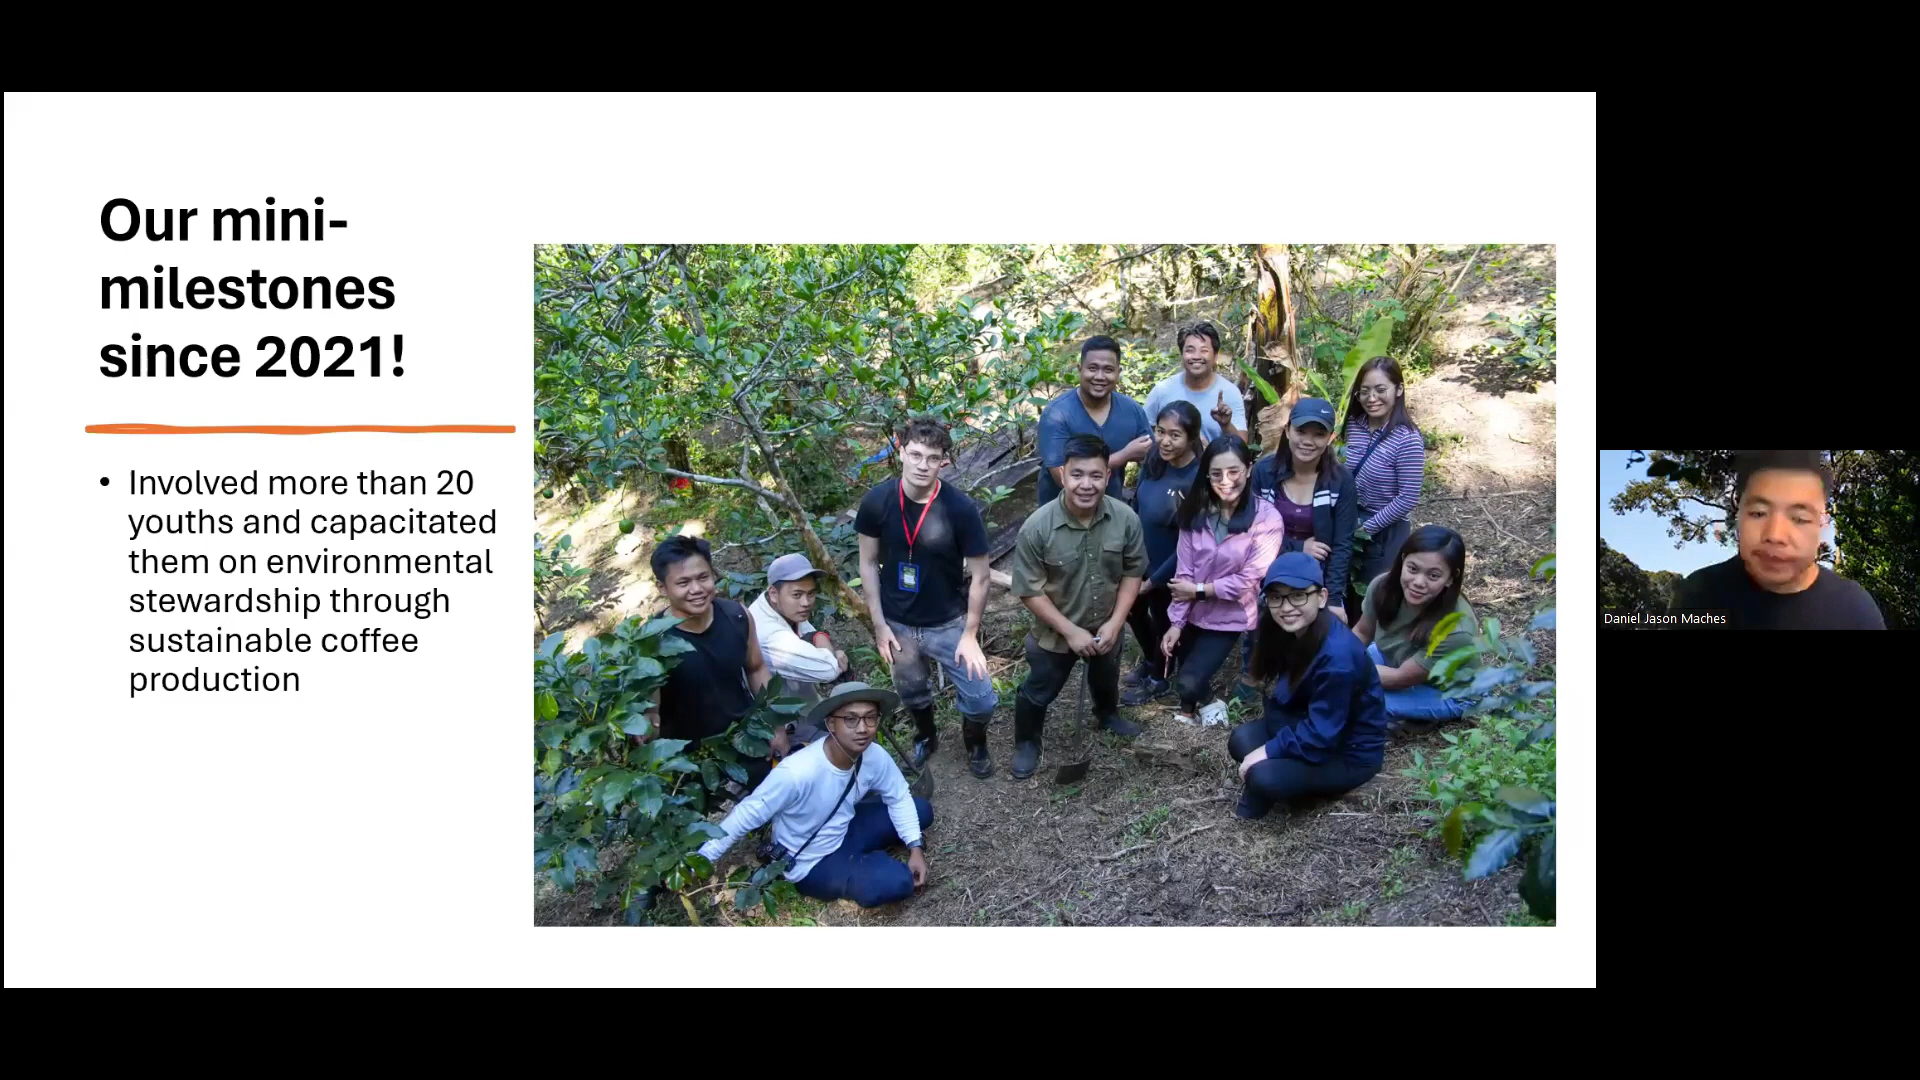 Our mini-
milestones
since 2021!
• Involved more than 20
youths and capacitated
them on environmental
stewardship through
sustainable coffee
production
Daniel Jason Maches